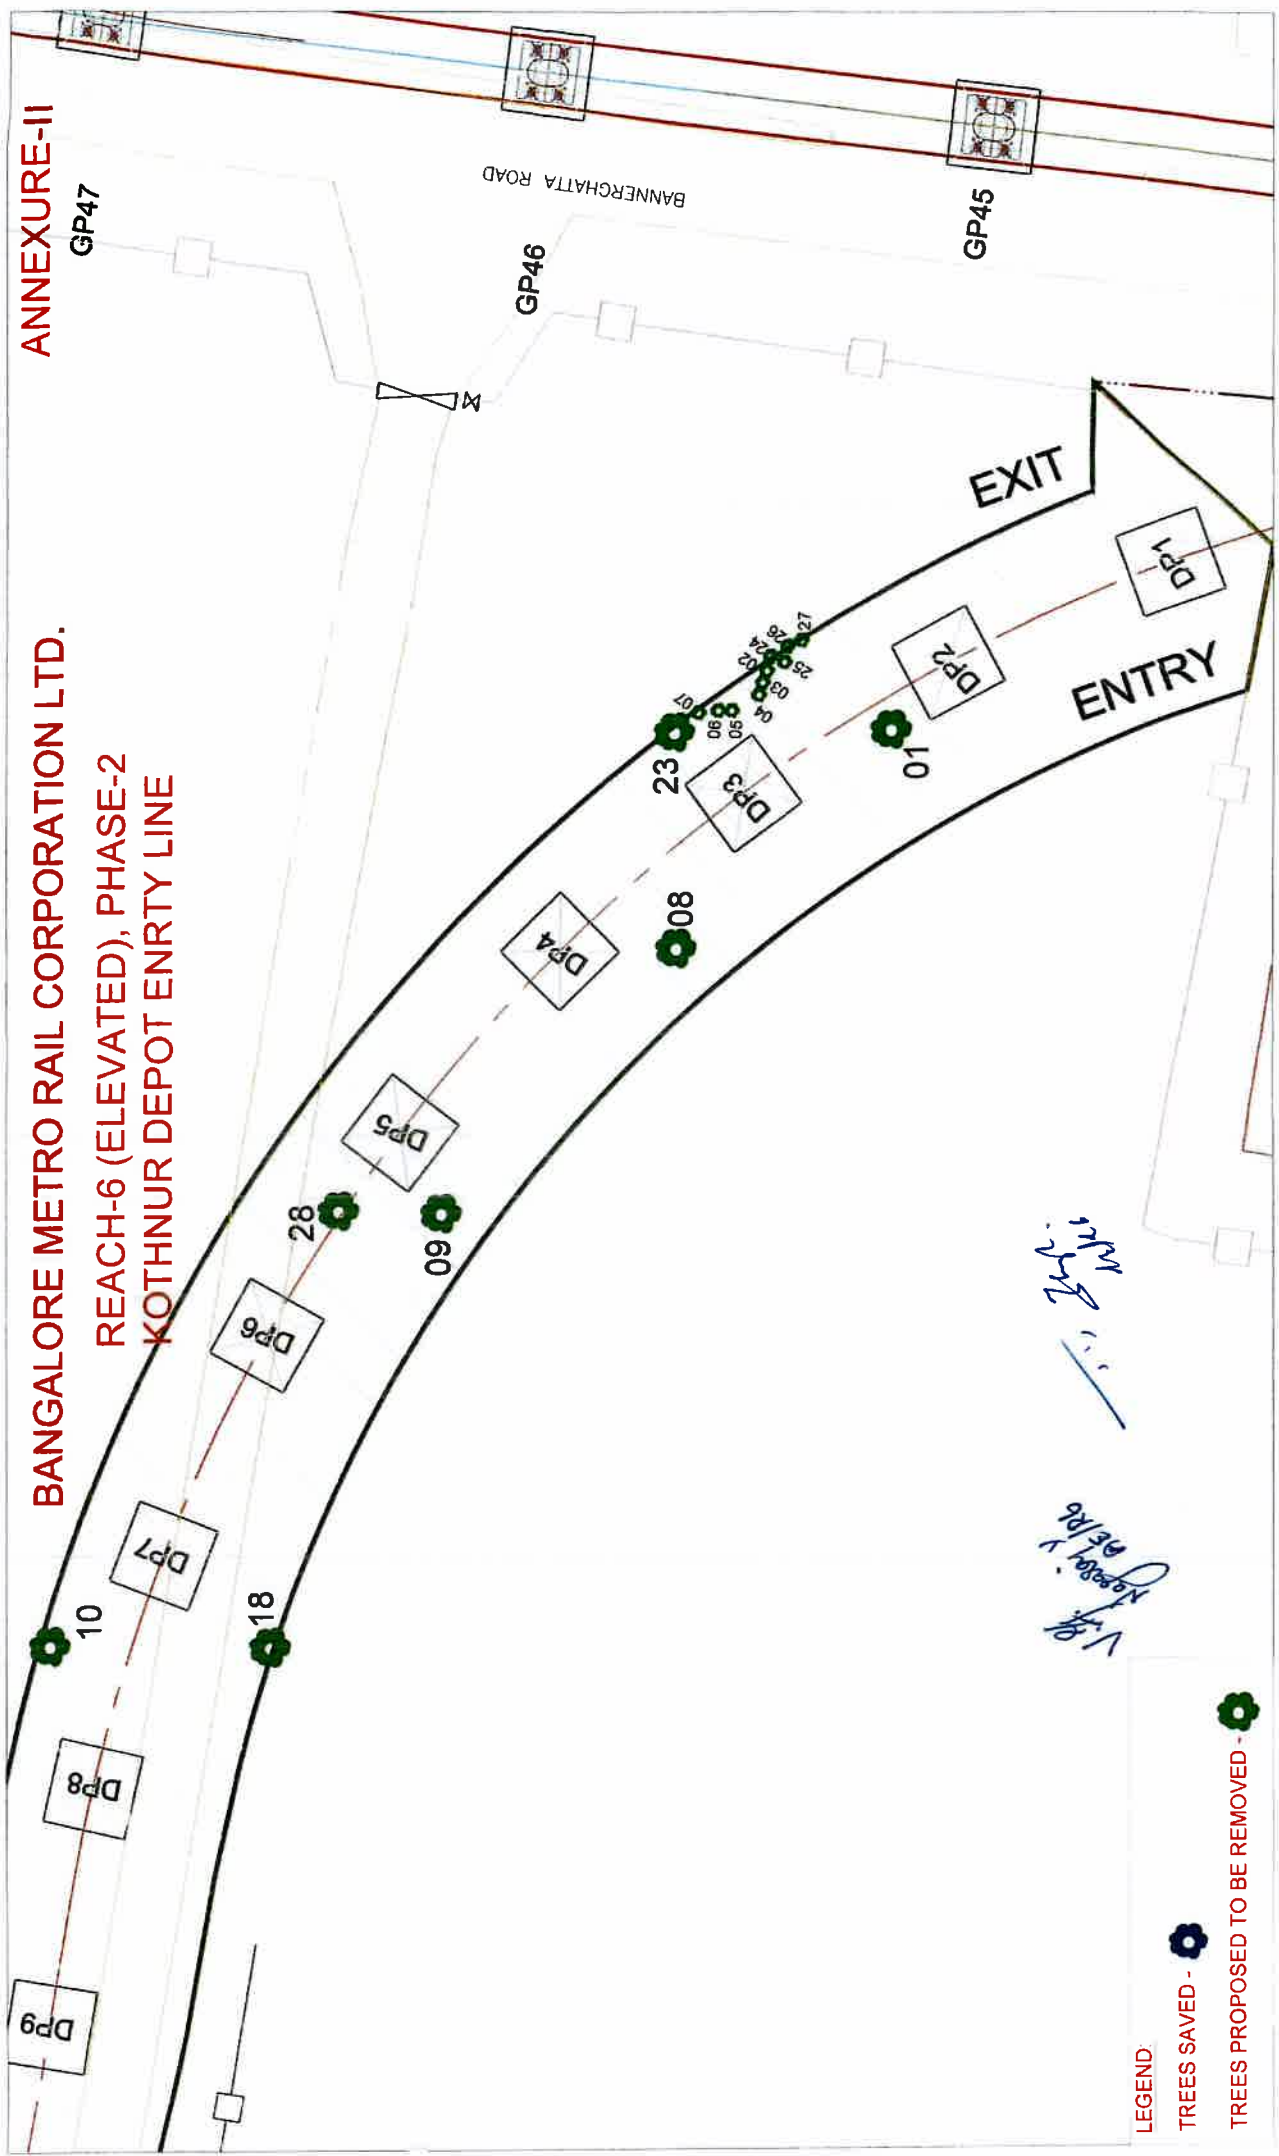 ANNEXURE-II
BANGALORE METRO RAIL CORPORATION LTD.
REACH-6 (ELEVATED), PHASE-2
KOTHNUR DEPOT ENRTY LINE
GP47
GP46
GP45
BANNERGHATTA ROAD
EXIT
ENTRY
DP1
DP2
DP3
DP4
DP5
DP6
DP7
DP8
DP9
10
18
28
09
08
23
01
07
06
05
04
03
02
24
25
26
27
AE/R6
LEGEND:
TREES SAVED -
TREES PROPOSED TO BE REMOVED -